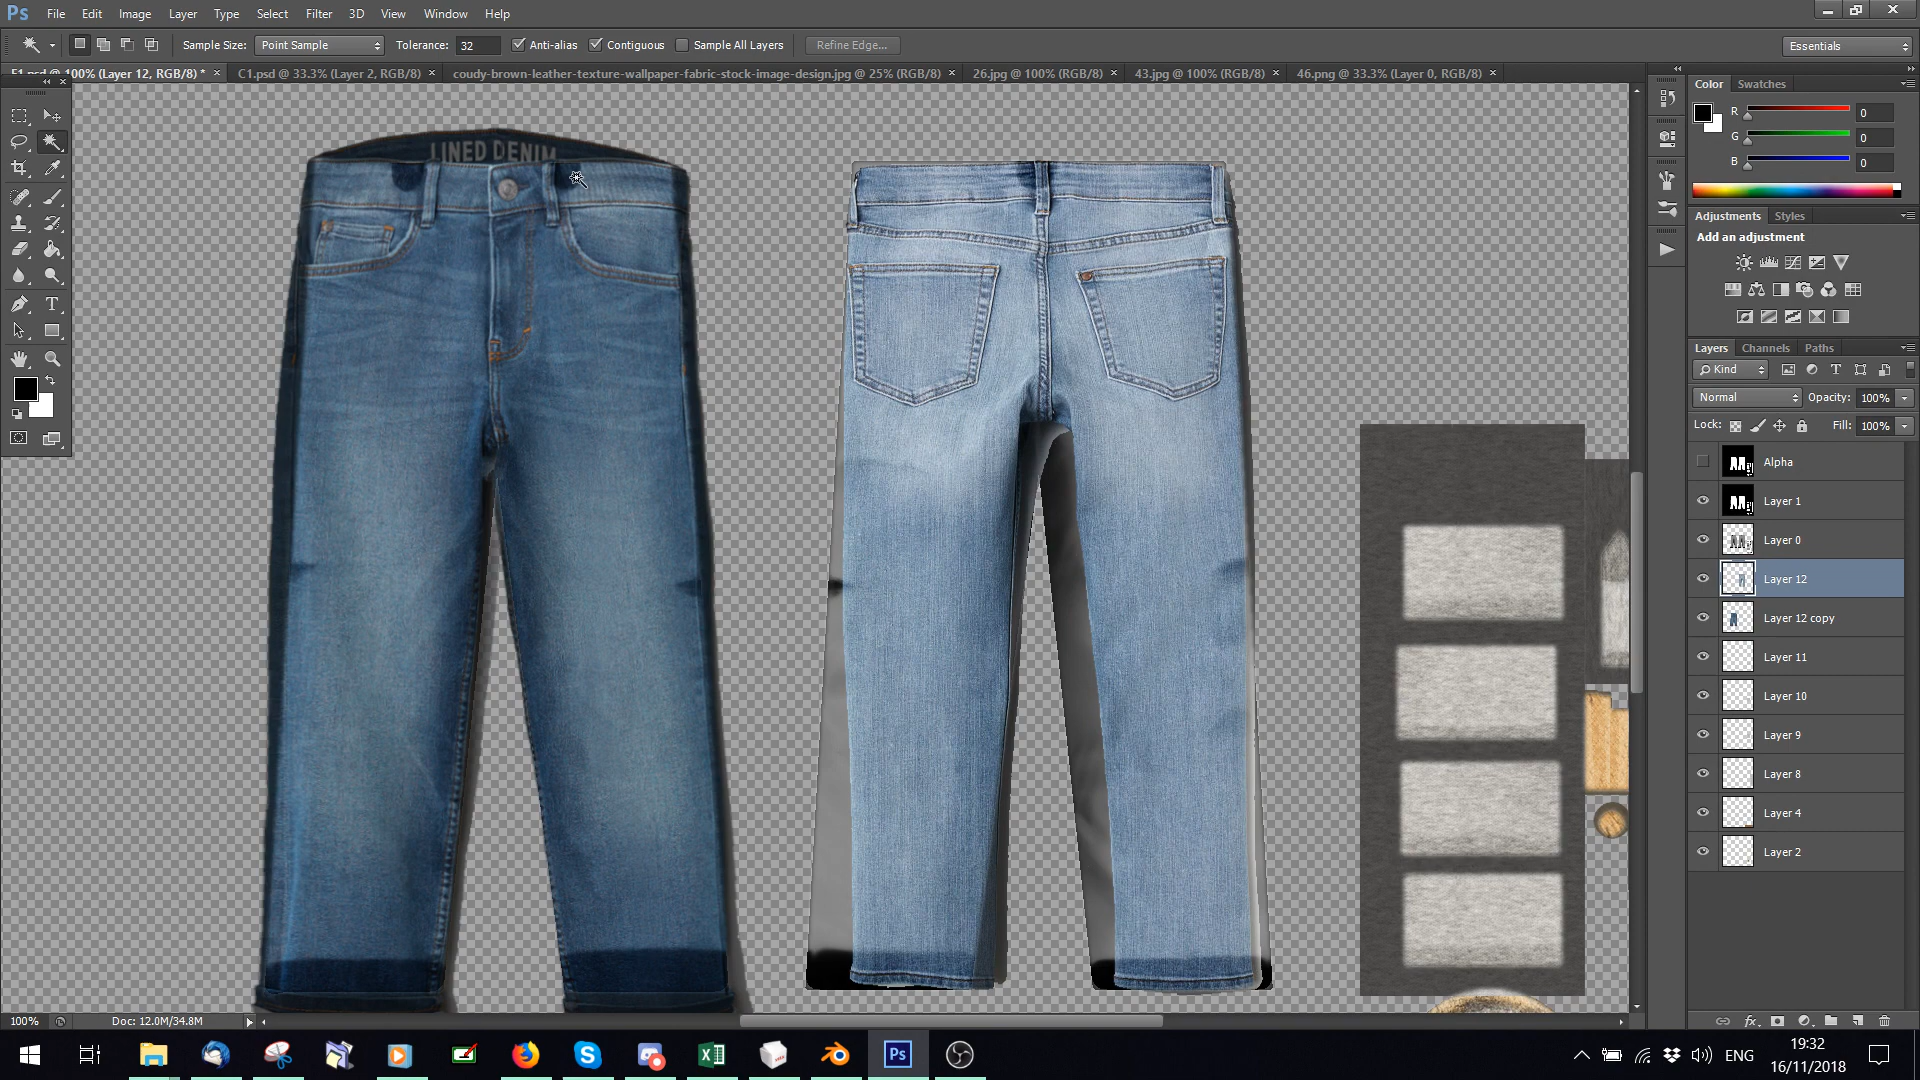 Ps File Edit Image Layer Type Select Filter 3D View Window Help
Sample Size: Point Sample Tolerance: 32 Anti-alias Contiguous Sample All Layers Refine Edge... Essentials
@ 100% (Layer 12, RGB/8) * × C1.psd @ 33.3% (Layer 2, RGB/8) × coudy-brown-leather-texture-wallpaper-fabric-stock-image-design.jpg @ 25% (RGB/8) × 26.jpg @ 100% (RGB/8) × 43.jpg @ 100% (RGB/8) × 46.png @ 33.3% (Layer 0, RGB/8) ×
Color Swatches
R 0
G 0
B 0
LINED DENIM
Adjustments Styles
Add an adjustment
Layers Channels Paths
Kind
Normal Opacity: 100%
Lock: Fill: 100%
Alpha
Layer 1
Layer 0
Layer 12
Layer 12 copy
Layer 11
Layer 10
Layer 9
Layer 8
Layer 4
Layer 2
100% Doc: 12.0M/34.8M
fx
Ps
ENG
19:32
16/11/2018